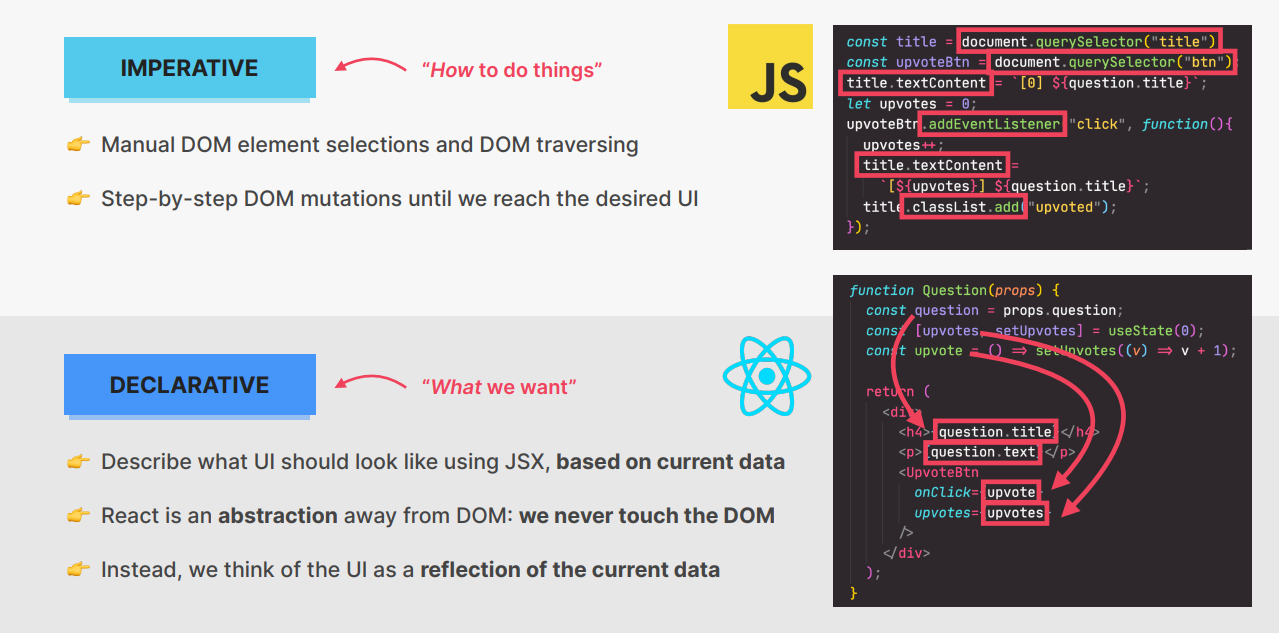 IMPERATIVE
“How to do things”
JS
👉 Manual DOM element selections and DOM traversing
👉 Step-by-step DOM mutations until we reach the desired UI
const title = document.querySelector("title")
const upvoteBtn = document.querySelector("btn");
title.textContent = `[0] ${question.title}`;
let upvotes = 0;
upvoteBtn.addEventListener "click", function(){
upvotes++;
title.textContent =
`[${upvotes}] ${question.title}`;
title.classList.add("upvoted");
});
DECLARATIVE
“What we want”
👉 Describe what UI should look like using JSX, based on current data
👉 React is an abstraction away from DOM: we never touch the DOM
👉 Instead, we think of the UI as a reflection of the current data
function Question(props) {
const question = props.question;
const [upvotes, setUpvotes] = useState(0);
const upvote = () => setUpvotes((v) => v + 1);
return (
<div>
<h4>{question.title}</h4>
<p>{question.text}</p>
<UpvoteBtn
onClick={upvote}
upvotes={upvotes}
/>
</div>
);
}